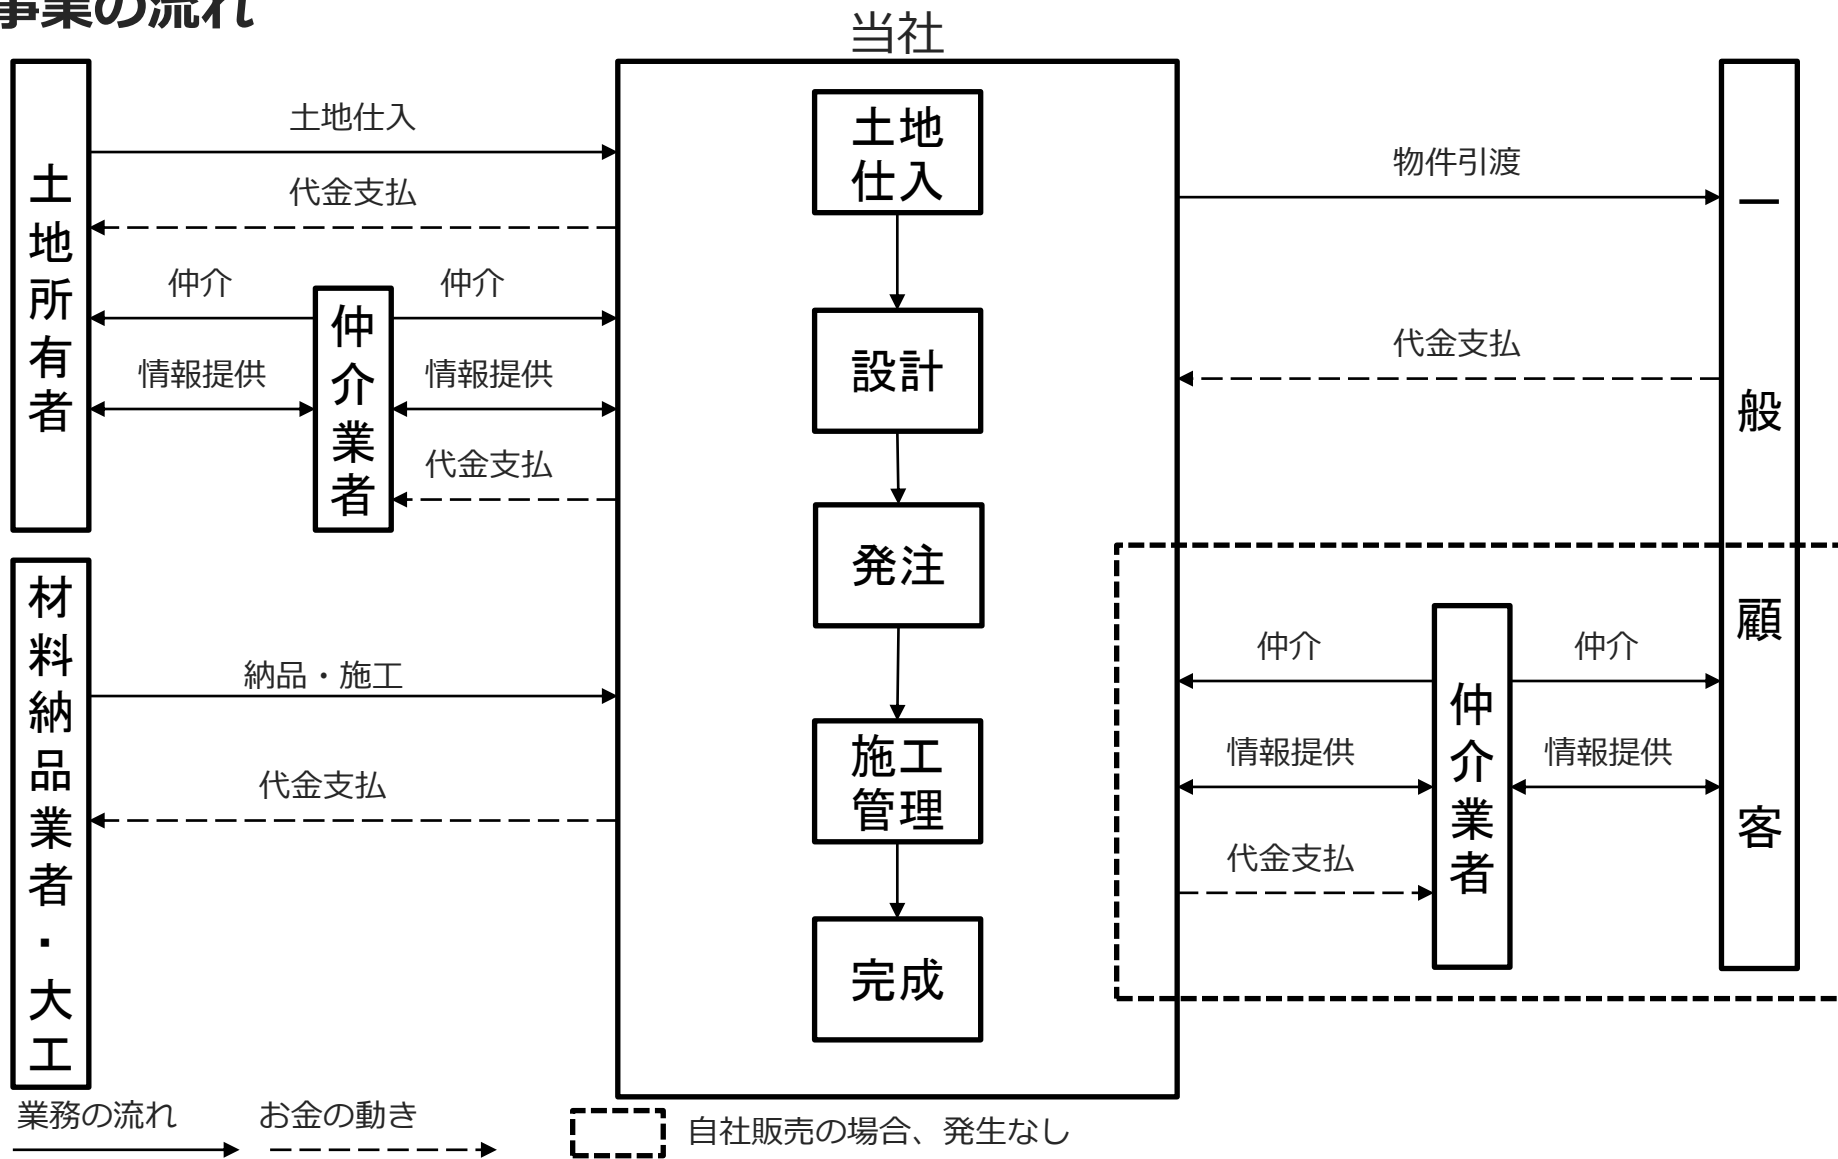 事業の流れ
当社
土地所有者
土地仕入
代金支払
仲介
仲介
情報提供
情報提供
代金支払
仲介業者
材料納品業者・大工
納品・施工
代金支払
土地
仕入
設計
発注
施工
管理
完成
物件引渡
代金支払
仲介
仲介
情報提供
情報提供
代金支払
仲介業者
一般顧客
業務の流れ
お金の動き
自社販売の場合、発生なし